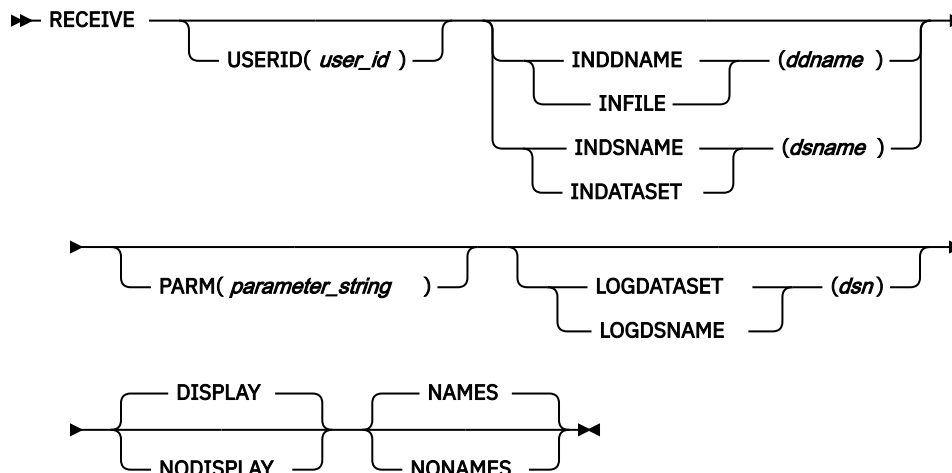 RECEIVE
USERID( user_id )
INDDNAME (ddname )
INFILE
INDSNAME (dsname )
INDATASET
PARM( parameter_string )
LOGDATASET (dsn)
LOGDSNAME
DISPLAY NAMES
NODISPLAY NONAMES